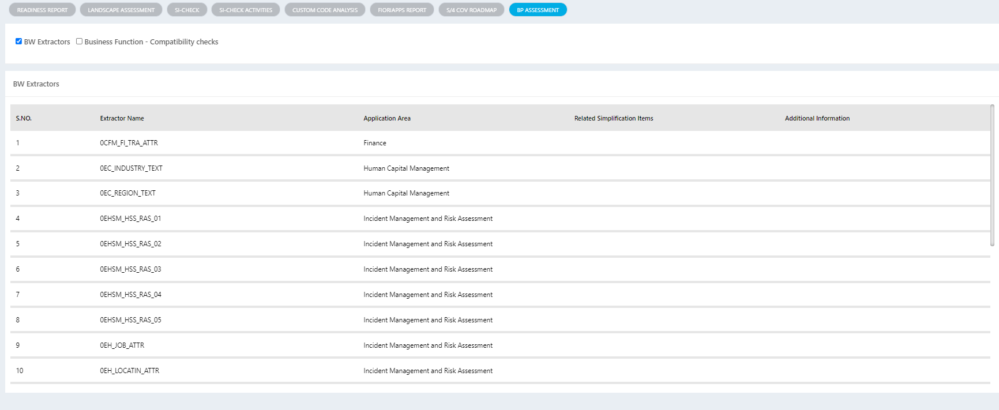 READINESS REPORT LANDSCAPE ASSESSMENT SI-CHECK SI-CHECK ACTIVITIES CUSTOM CODE ANALYSIS FIORIAPPS REPORT S/4 COV ROADMAP BP ASSESSMENT
BW Extractors Business Function - Compatibility checks
BW Extractors
S.NO. Extractor Name Application Area Related Simplification Items Additional Information
1 0CFM_FI_TRA_ATTR Finance
2 0EC_INDUSTRY_TEXT Human Capital Management
3 0EC_REGION_TEXT Human Capital Management
4 0EHSM_HSS_RAS_01 Incident Management and Risk Assessment
5 0EHSM_HSS_RAS_02 Incident Management and Risk Assessment
6 0EHSM_HSS_RAS_03 Incident Management and Risk Assessment
7 0EHSM_HSS_RAS_04 Incident Management and Risk Assessment
8 0EHSM_HSS_RAS_05 Incident Management and Risk Assessment
9 0EH_JOB_ATTR Incident Management and Risk Assessment
10 0EH_LOCATIN_ATTR Incident Management and Risk Assessment